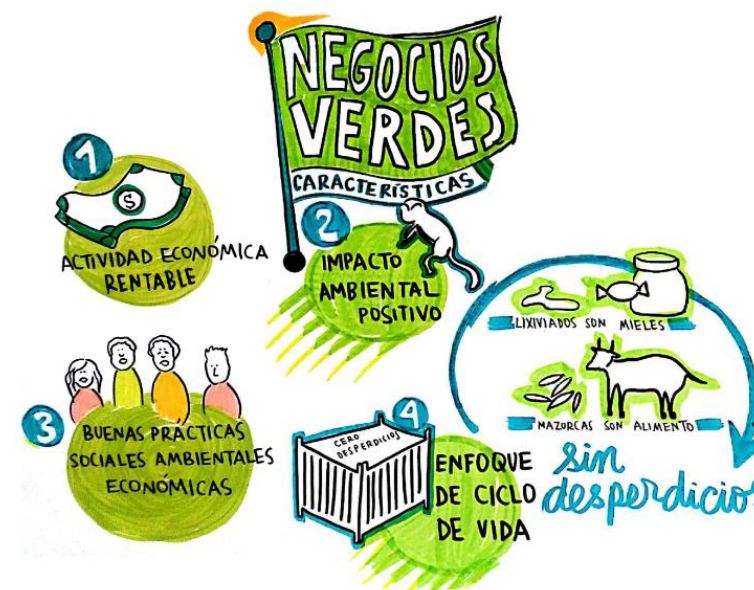 NEGOCIOS
VERDES
CARACTERÍSTICAS
1
$
ACTIVIDAD ECONÓMICA
RENTABLE
2
IMPACTO
AMBIENTAL
POSITIVO
LIXIVIADOS SON MIELES
MAZORCAS SON ALIMENTO
sin
desperdicio
3
BUENAS PRÁCTICAS
SOCIALES AMBIENTALES
ECONÓMICAS
4
CERO
DESPERDICIOS
ENFOQUE
DE CICLO
DE VIDA